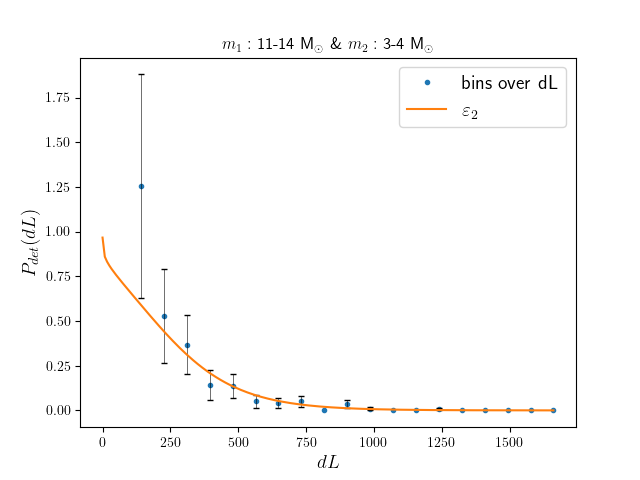 m₁ : 11-14 M⊙ & m₂ : 3-4 M⊙
bins over dL
ε₂
P_det(dL)
1.75
1.50
1.25
1.00
0.75
0.50
0.25
0.00
0 250 500 750 1000 1250 1500
dL